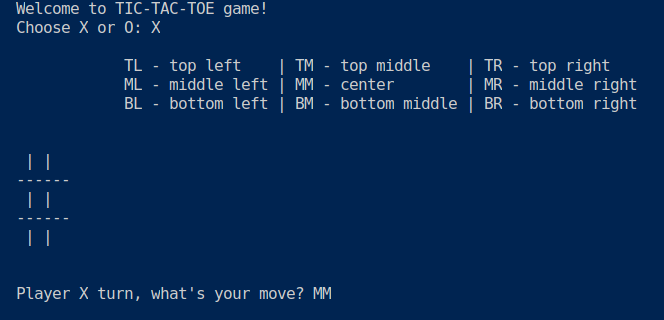 Welcome to TIC-TAC-TOE game!
Choose X or O: X
TL - top left | TM - top middle | TR - top right
ML - middle left | MM - center | MR - middle right
BL - bottom left | BM - bottom middle | BR - bottom right
| |
------
| |
------
| |
Player X turn, what's your move? MM